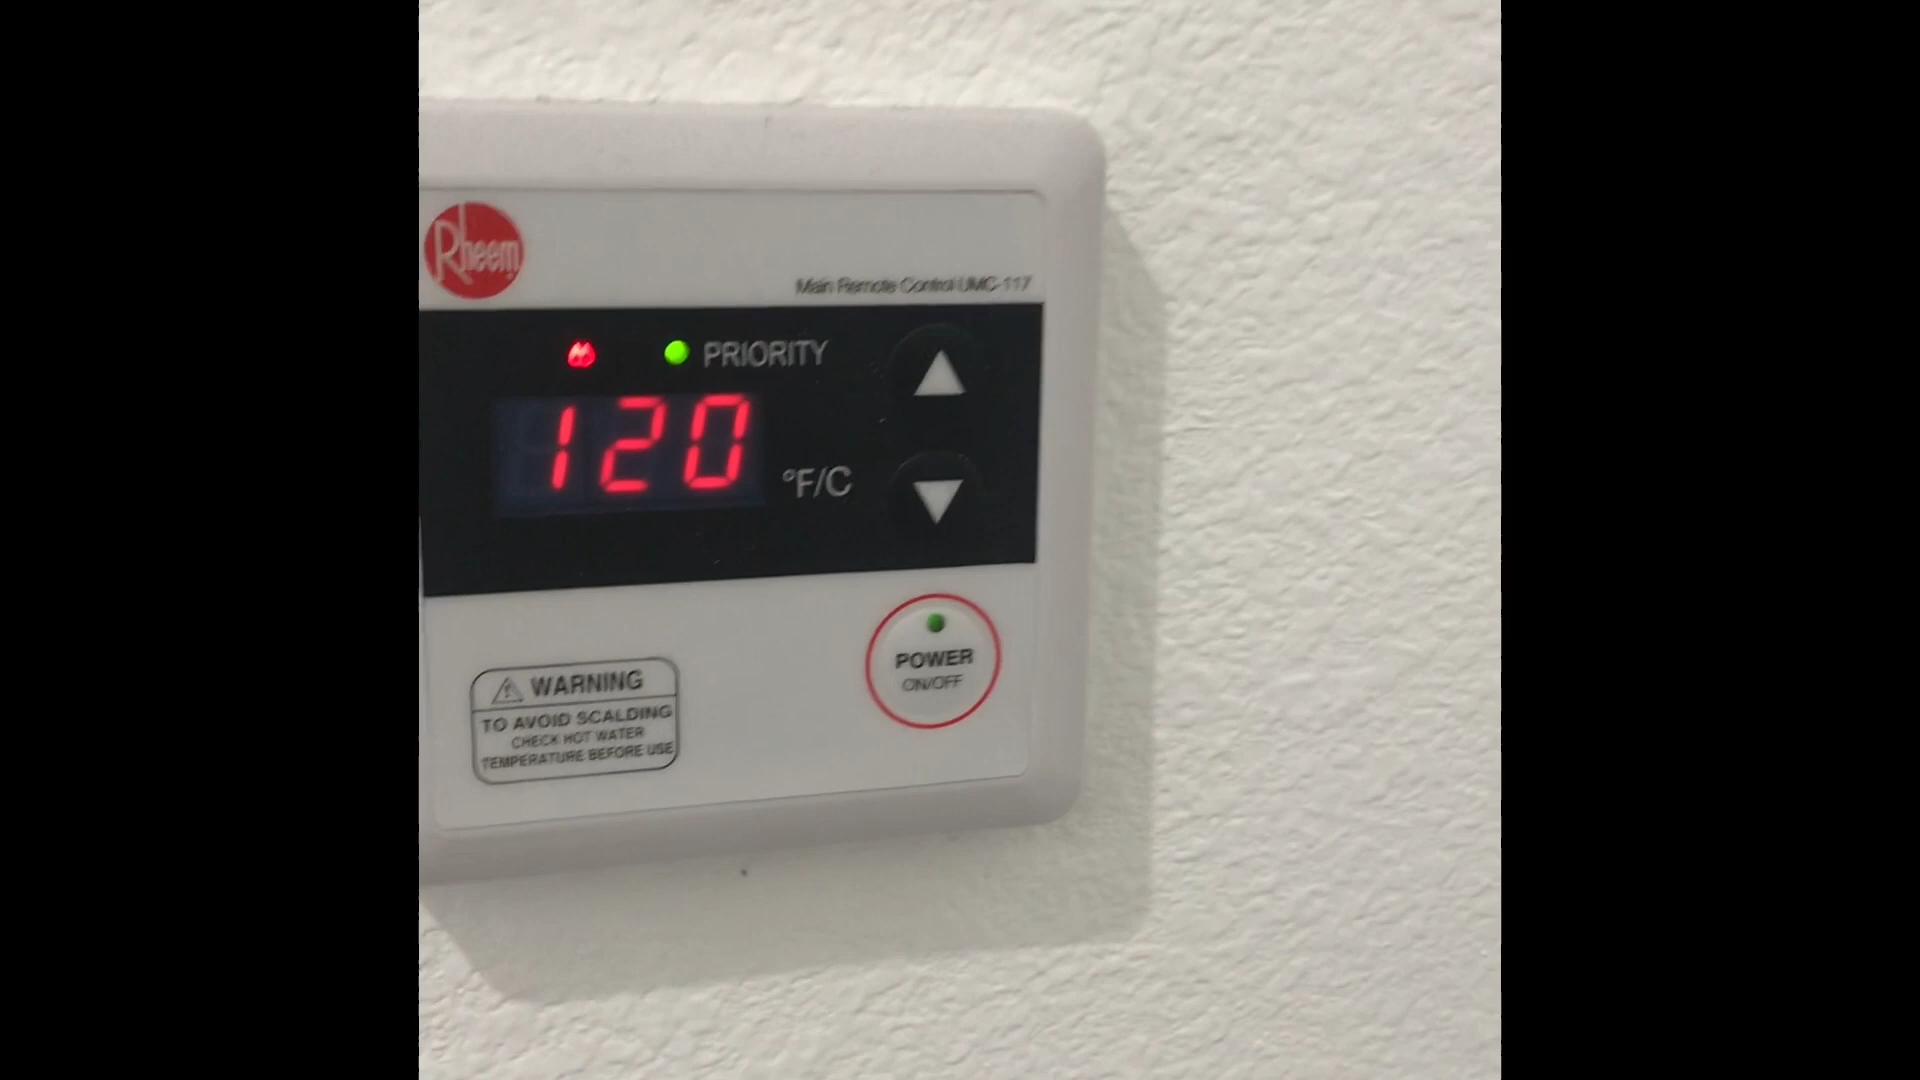 Rheem
Main Remote Control UMC-117
PRIORITY
120
°F/C
POWER
ON/OFF
WARNING
TO AVOID SCALDING
CHECK HOT WATER
TEMPERATURE BEFORE USE